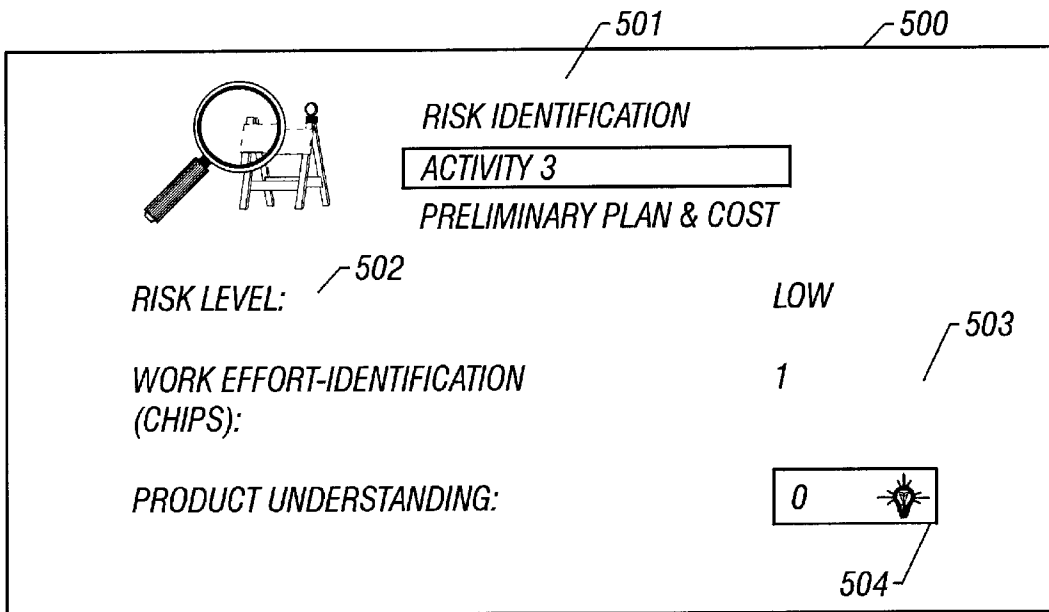 501
500
RISK IDENTIFICATION
ACTIVITY 3
PRELIMINARY PLAN & COST
502
RISK LEVEL: LOW
503
WORK EFFORT-IDENTIFICATION 1
(CHIPS):
PRODUCT UNDERSTANDING: 0
504